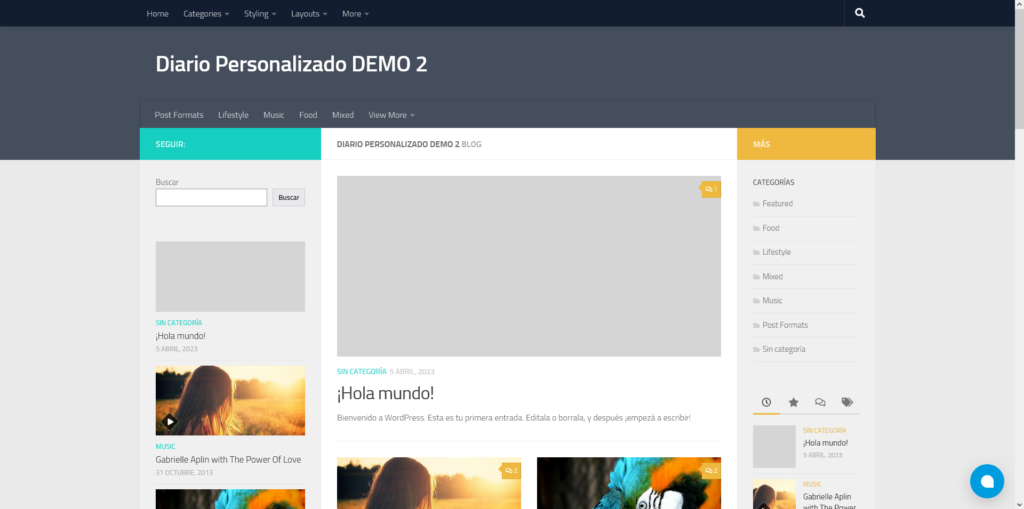 Home Categories Styling Layouts More
Diario Personalizado DEMO 2
Post Formats Lifestyle Music Food Mixed View More
SEGUIR:
Buscar
Buscar
SIN CATEGORÍA
¡Hola mundo!
5 ABRIL, 2023
MUSIC
Gabrielle Aplin with The Power Of Love
31 OCTUBRE, 2013
DIARIO PERSONALIZADO DEMO 2 BLOG
1
SIN CATEGORÍA 5 ABRIL, 2023
¡Hola mundo!
Bienvenido a WordPress. Esta es tu primera entrada. Editala o borrala, y después ¡empezá a escribir!
2
2
MÁS
CATEGORÍAS
Featured
Food
Lifestyle
Mixed
Music
Post Formats
Sin categoría
SIN CATEGORÍA
¡Hola mundo!
5 ABRIL, 2023
MUSIC
Gabrielle Aplin
with The Power